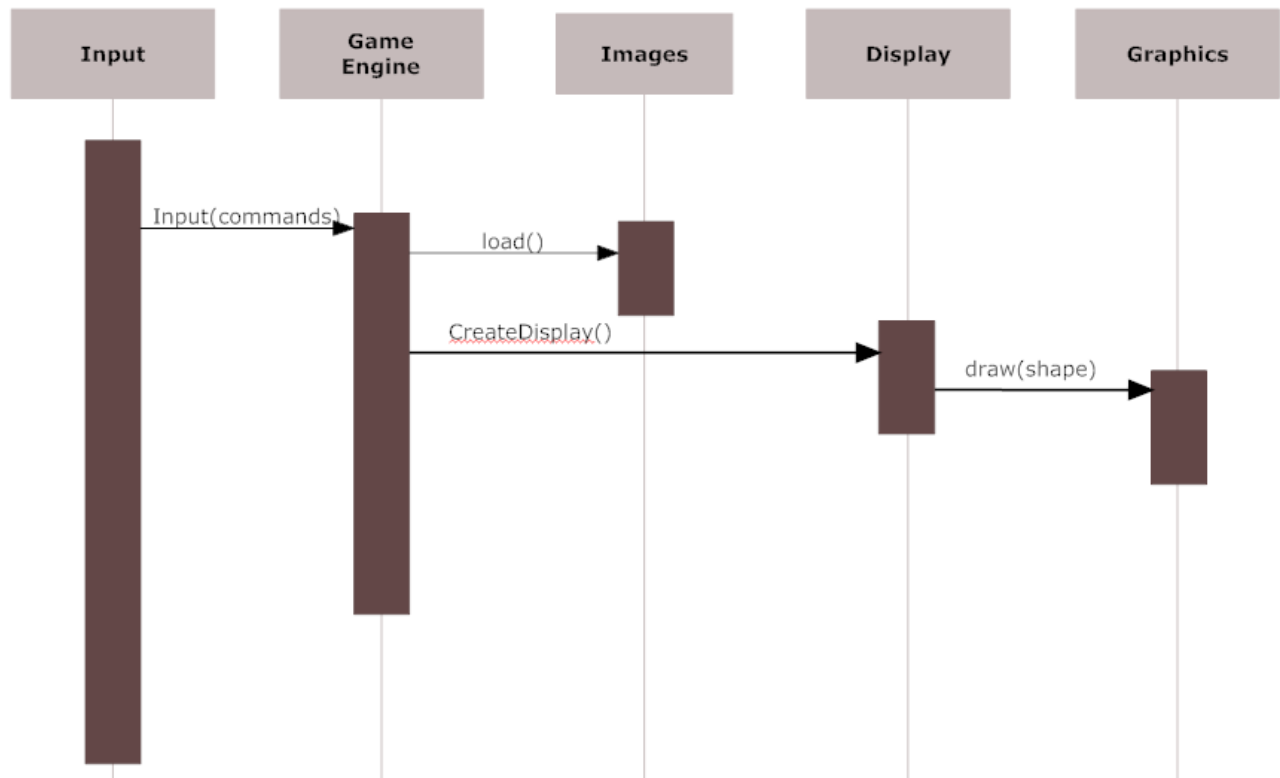 Input
Game
Engine
Images
Display
Graphics
Input(commands)
load()
CreateDisplay()
draw(shape)